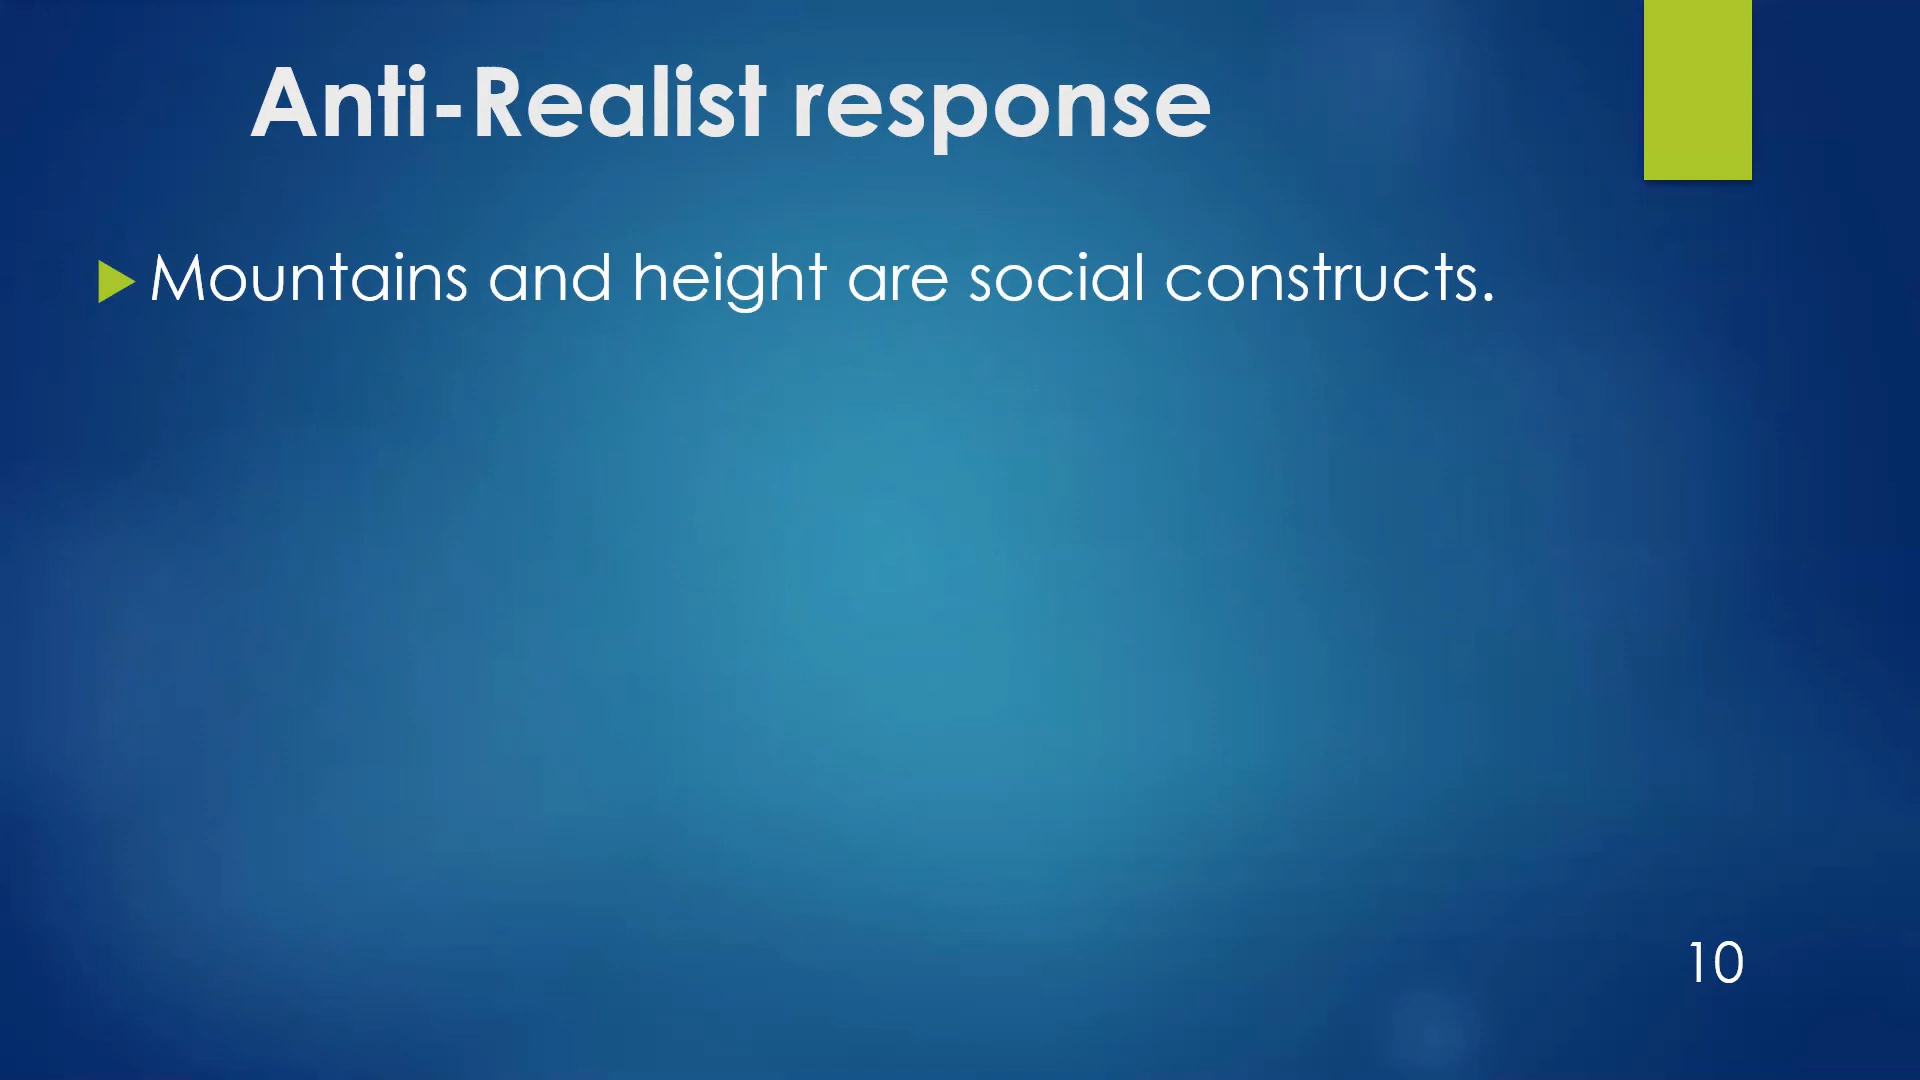 Anti-Realist response
Mountains and height are social constructs.
10